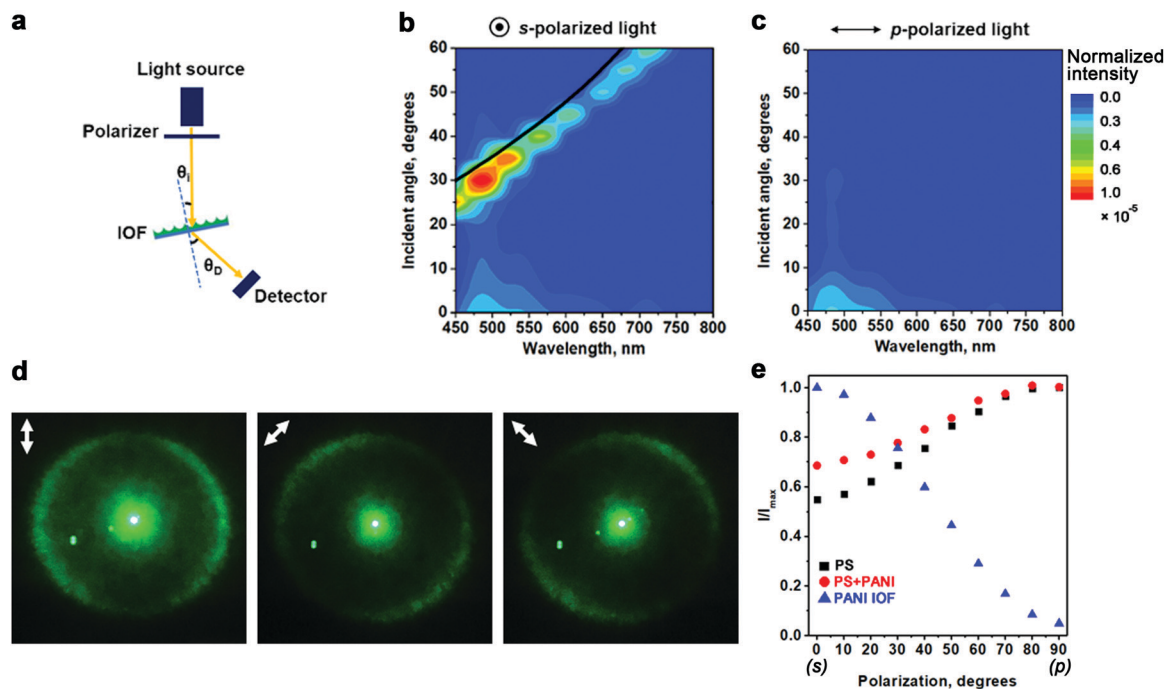 a
Light source
Polarizer
θi
IOF
θD
Detector
b
s-polarized light
Incident angle, degrees
60
50
40
30
20
10
0
450 500 550 600 650 700 750 800
Wavelength, nm
c
p-polarized light
Incident angle, degrees
60
50
40
30
20
10
0
450 500 550 600 650 700 750 800
Wavelength, nm
Normalized
intensity
0.0
0.3
0.4
0.6
0.7
1.0
× 10⁻⁵
d
e
I/Imax
1.0
0.8
0.6
0.4
0.2
0.0
PS
PS+PANI
PANI IOF
0 10 20 30 40 50 60 70 80 90
(s) (p)
Polarization, degrees